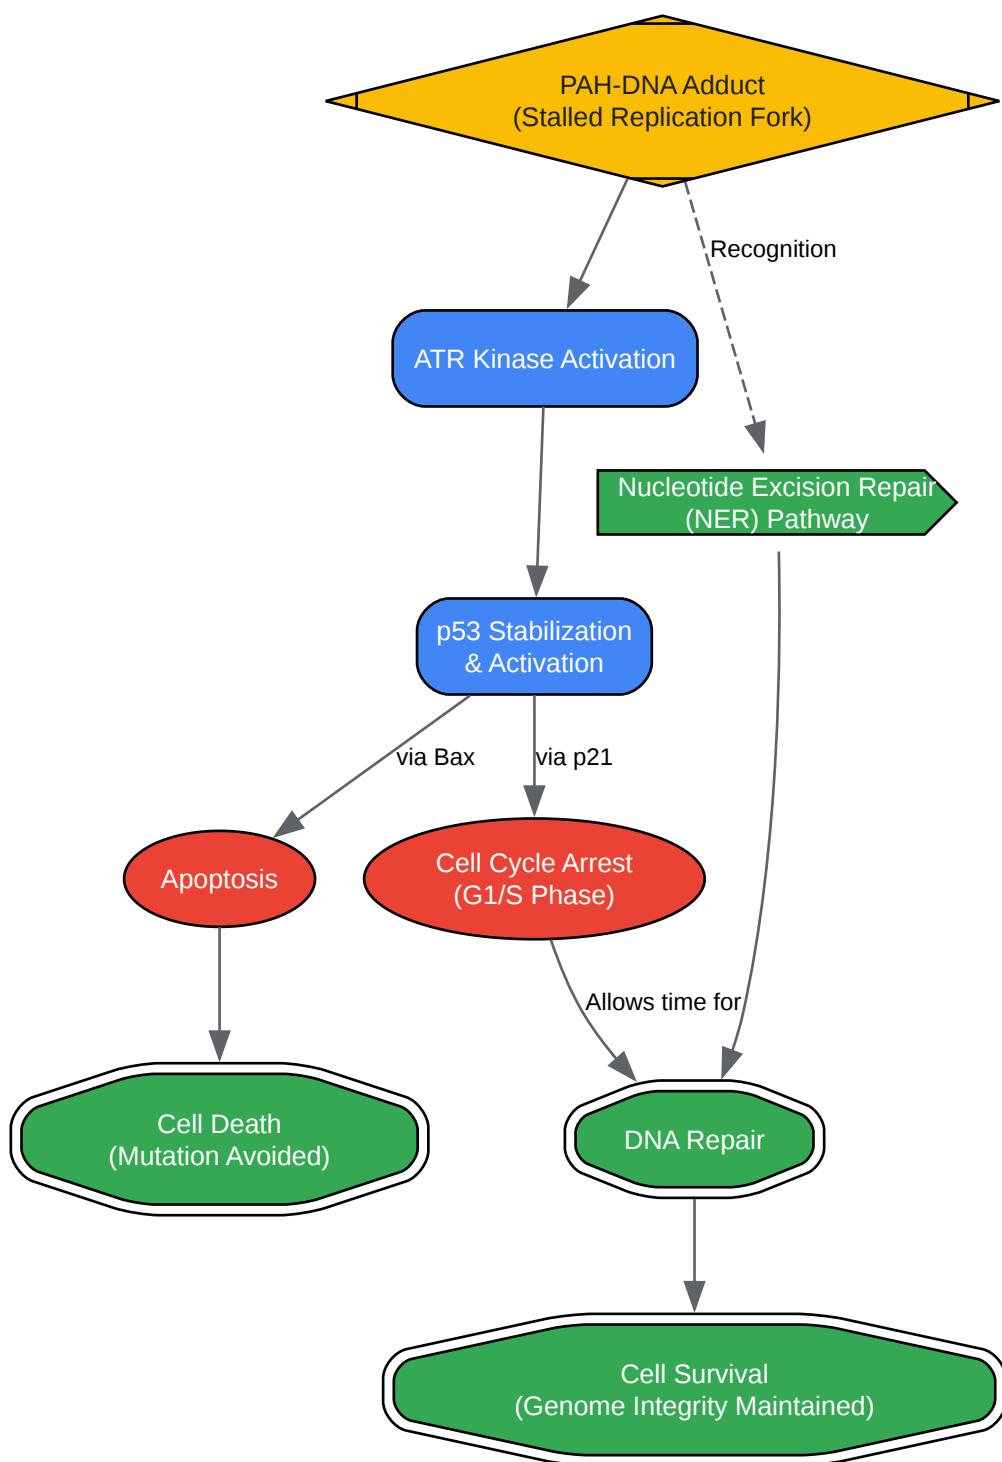 PAH-DNA Adduct
(Stalled Replication Fork)
Recognition
ATR Kinase Activation
Nucleotide Excision Repair
(NER) Pathway
p53 Stabilization
& Activation
via Bax
via p21
Apoptosis
Cell Cycle Arrest
(G1/S Phase)
Allows time for
Cell Death
(Mutation Avoided)
DNA Repair
Cell Survival
(Genome Integrity Maintained)